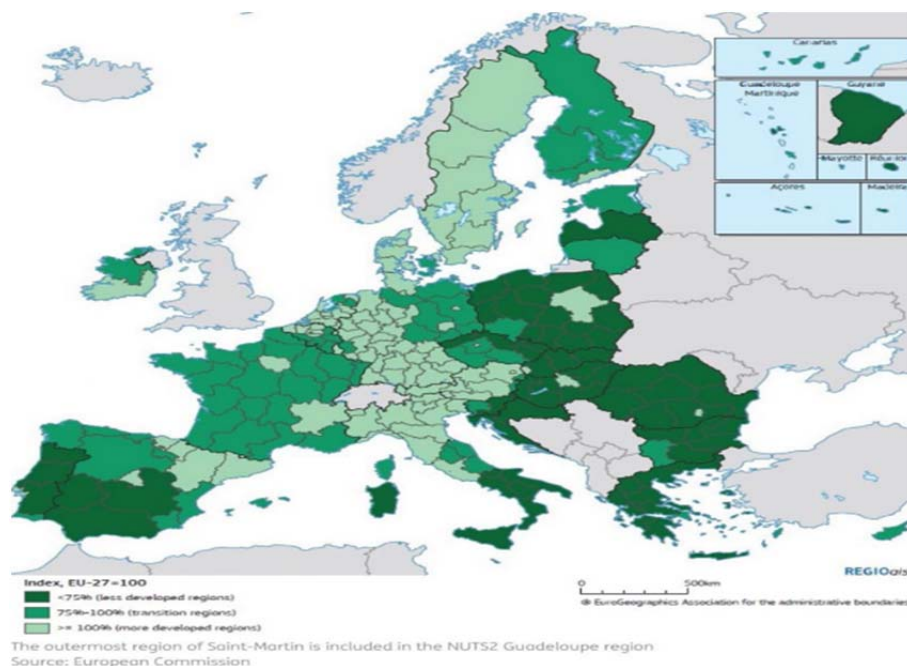 Canarias
Guadeloupe
Martinique
Guyane
Mayotte
Réunion
Açores
Madeira
REGIOgis
Index, EU-27=100
<75% (less developed regions)
75%-100% (transition regions)
>= 100% (more developed regions)
0 500km
© EuroGeographics Association for the administrative boundaries
The outermost region of Saint-Martin is included in the NUTS2 Guadeloupe region
Source: European Commission